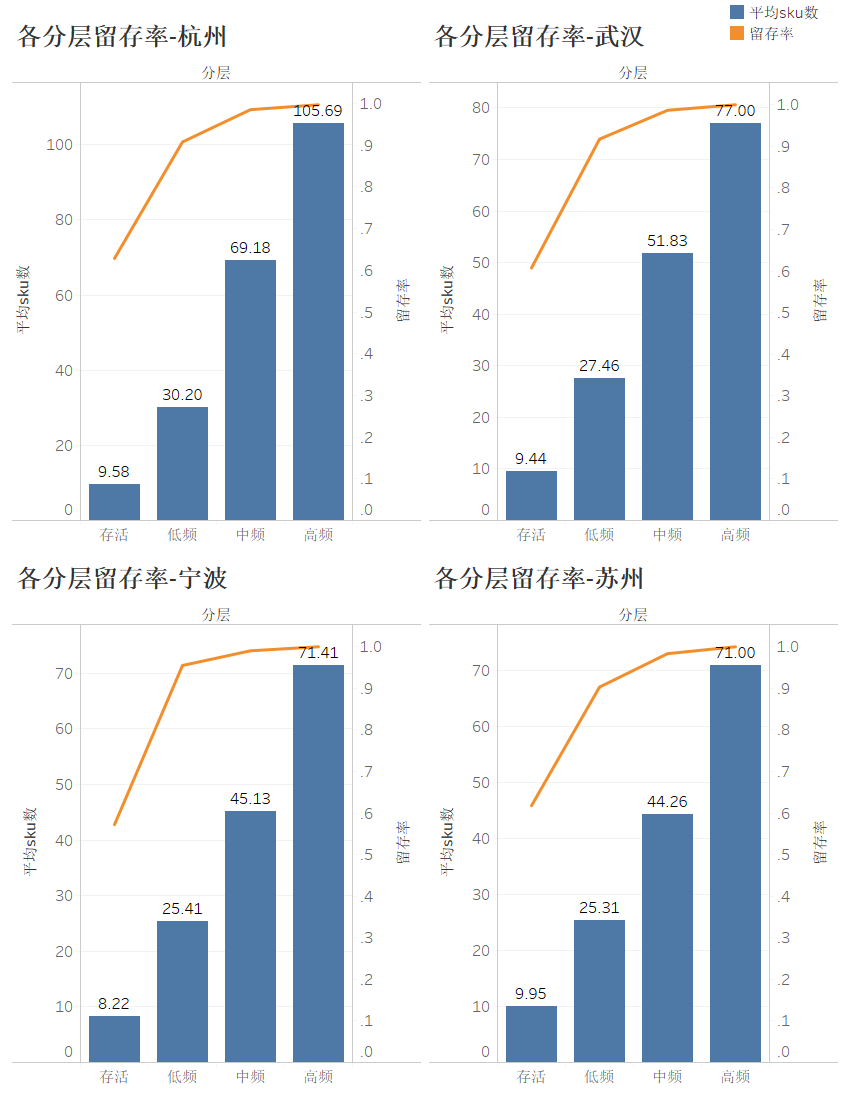 平均sku数
留存率
各分层留存率-杭州
分层
平均sku数
100
80
60
40
20
0
9.58
30.20
69.18
105.69
1.0
.9
.8
.7
.6
.5
.4
.3
.2
.1
.0
留存率
存活
低频
中频
高频
各分层留存率-武汉
分层
平均sku数
80
70
60
50
40
30
20
10
0
9.44
27.46
51.83
77.00
1.0
.9
.8
.7
.6
.5
.4
.3
.2
.1
.0
留存率
存活
低频
中频
高频
各分层留存率-宁波
分层
平均sku数
70
60
50
40
30
20
10
0
8.22
25.41
45.13
71.41
1.0
.9
.8
.7
.6
.5
.4
.3
.2
.1
.0
留存率
存活
低频
中频
高频
各分层留存率-苏州
分层
平均sku数
70
60
50
40
30
20
10
0
9.95
25.31
44.26
71.00
1.0
.9
.8
.7
.6
.5
.4
.3
.2
.1
.0
留存率
存活
低频
中频
高频